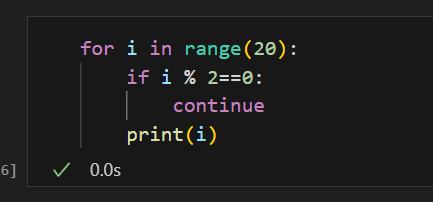 for i in range(20):
    if i % 2==0:
        continue
    print(i)
6]
0.0s